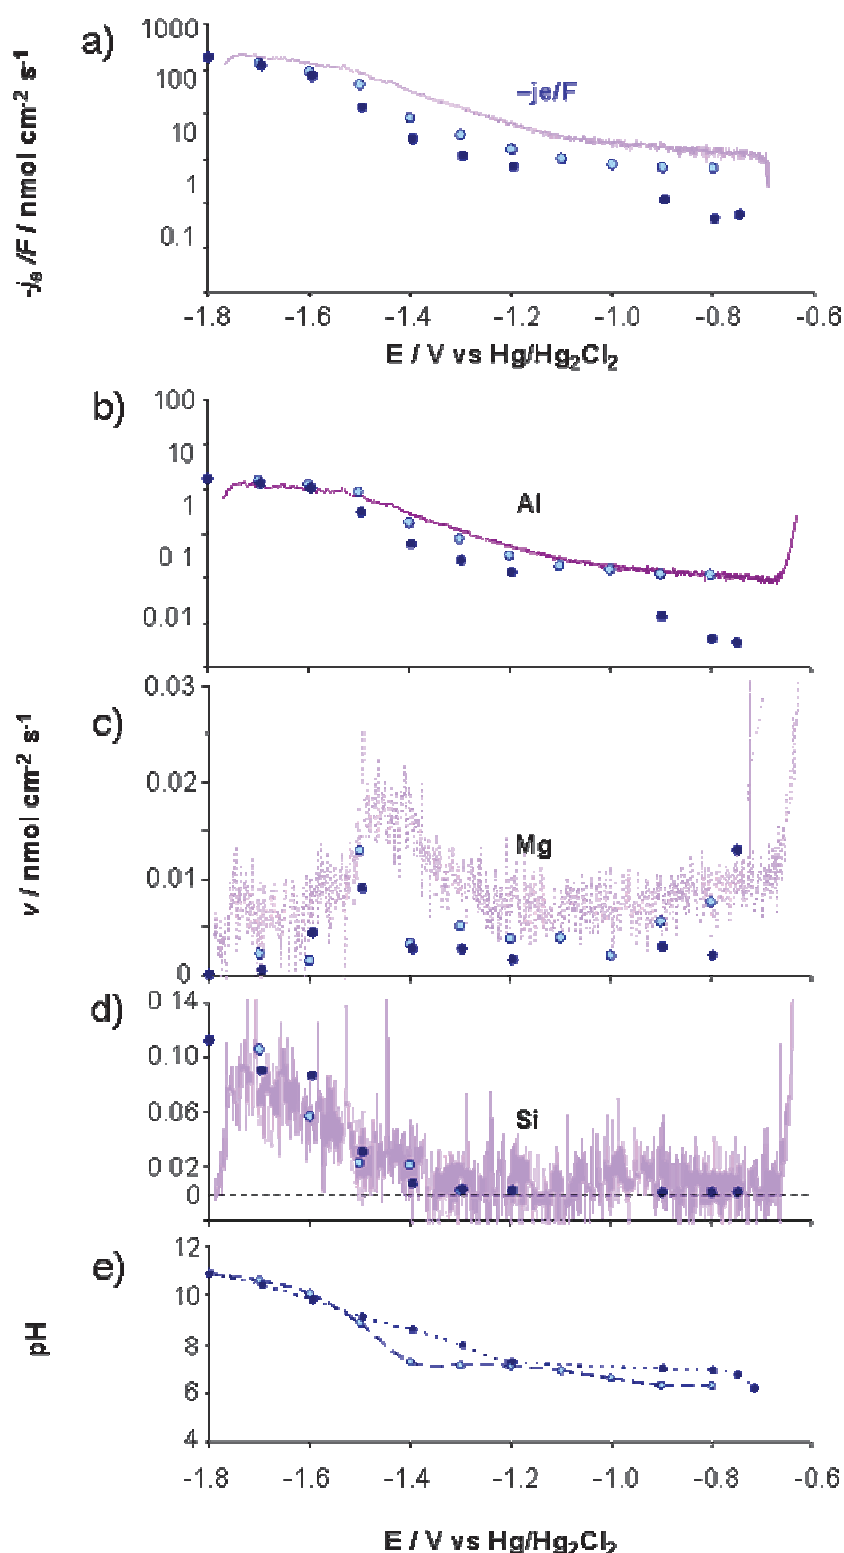 a)
-jₑ /F / nmol cm⁻² s⁻¹
1000
100
10
1
0.1
–je/F
-1.8 -1.6 -1.4 -1.2 -1.0 -0.8 -0.6
E / V vs Hg/Hg₂Cl₂
b)
100
10
1
0.1
0.01
Al
v / nmol cm⁻² s⁻¹
c)
0.03
0.02
0.01
0
Mg
d)
0.14
0.10
0.06
0.02
0
Si
e)
pH
12
10
8
6
4
-1.8 -1.6 -1.4 -1.2 -1.0 -0.8 -0.6
E / V vs Hg/Hg₂Cl₂